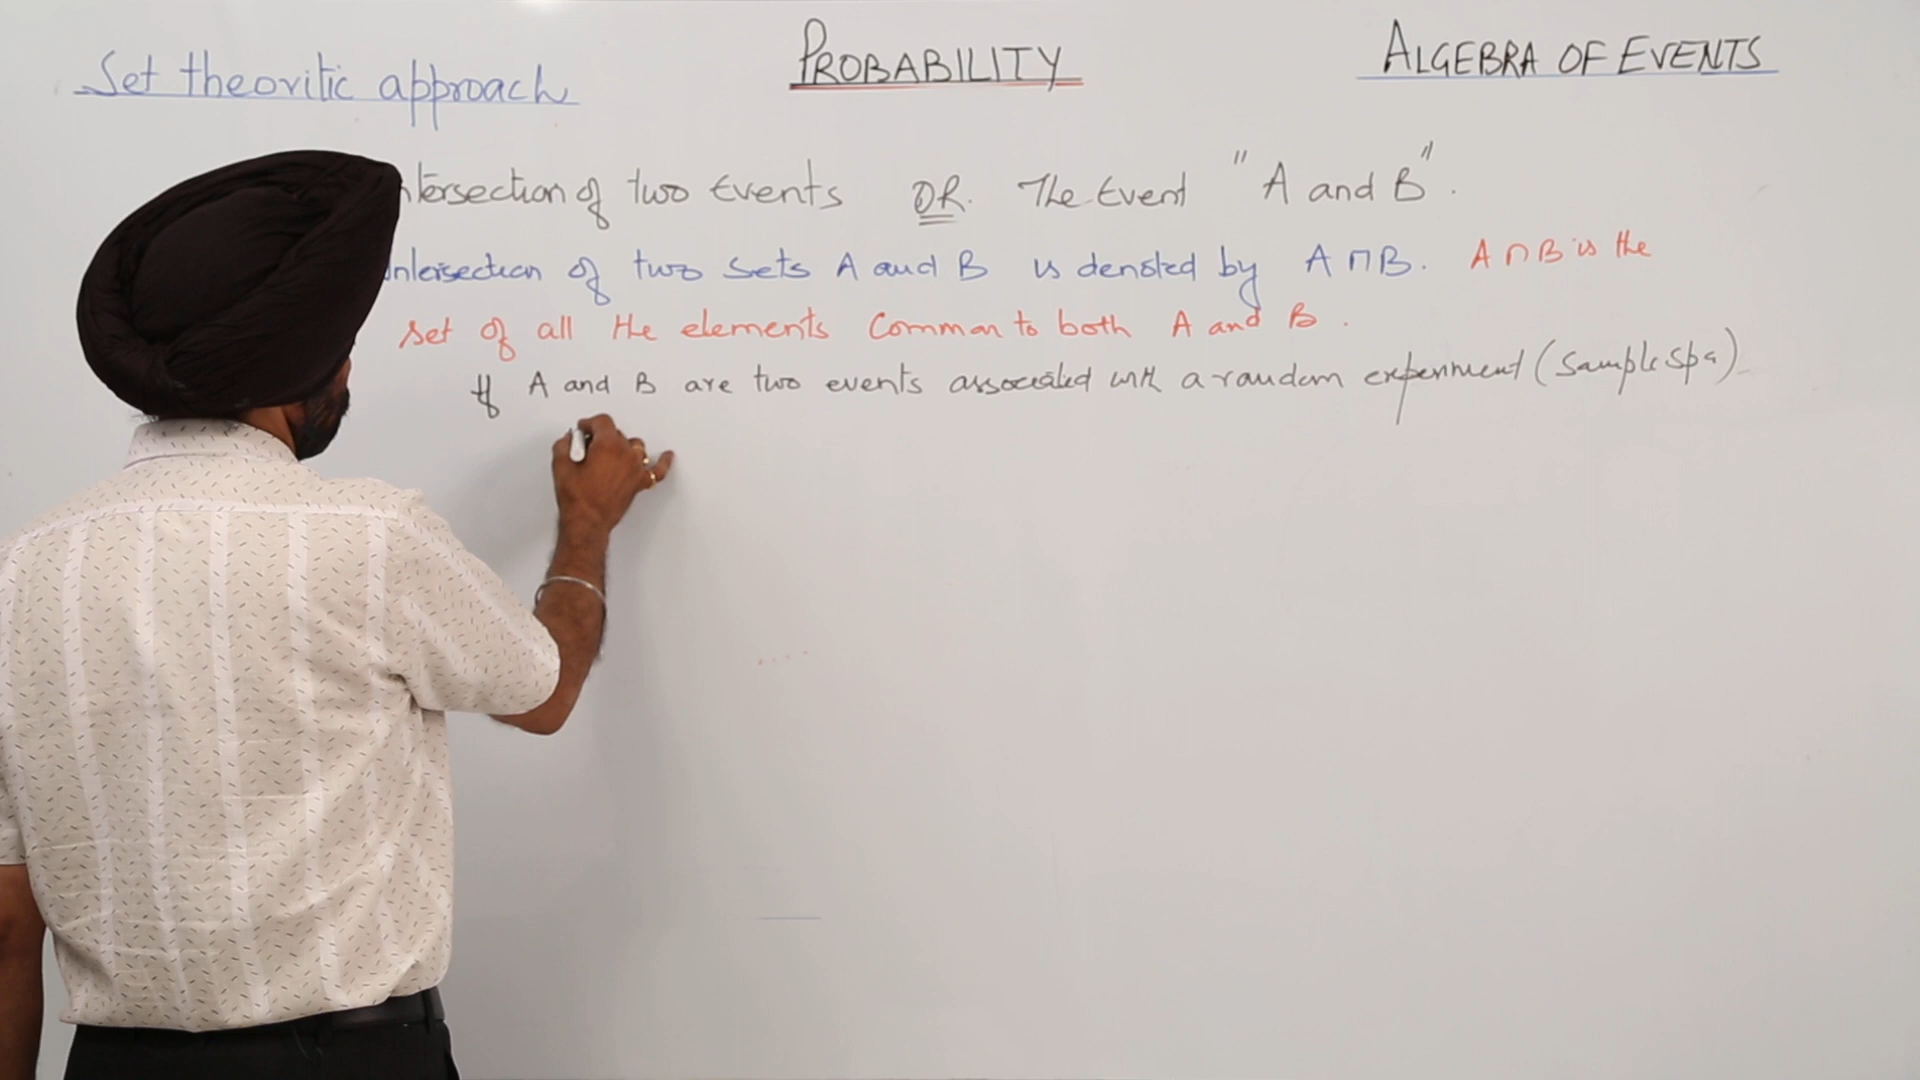 Set theoritic approach
PROBABILITY
ALGEBRA OF EVENTS
ntersection of two Events OR. The Event "A and B".
Intersection of two sets A and B is denoted by A ∩ B. A ∩ B is the
set of all the elements Common to both A and B.
If A and B are two events associated with a random experiment (Sample Spa)